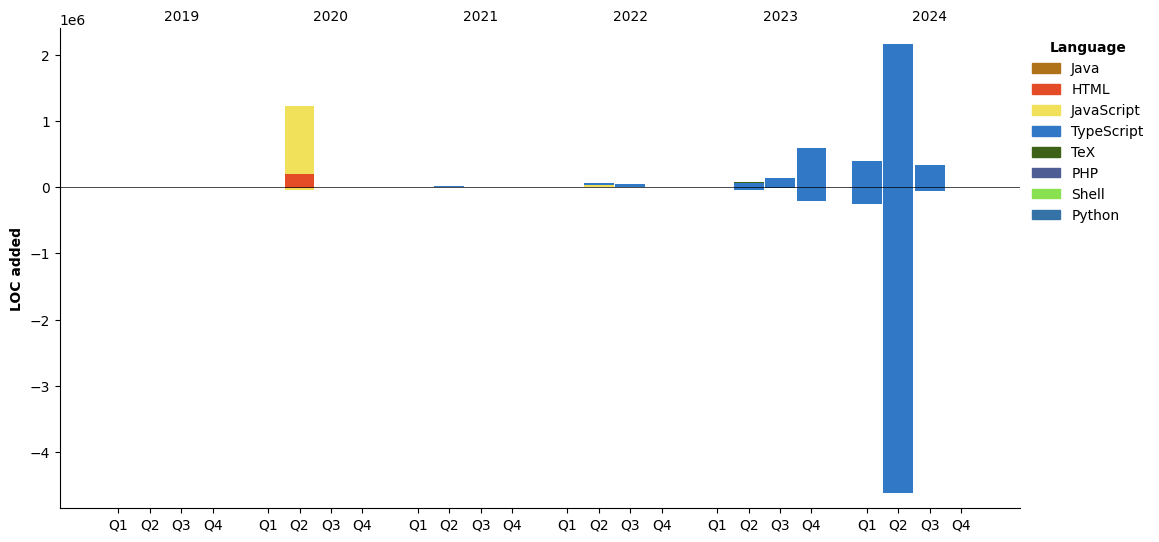 1e6
2019 2020 2021 2022 2023 2024
2
1
0
−1
−2
−3
−4
LOC added
Q1 Q2 Q3 Q4 Q1 Q2 Q3 Q4 Q1 Q2 Q3 Q4 Q1 Q2 Q3 Q4 Q1 Q2 Q3 Q4 Q1 Q2 Q3 Q4
Language
Java
HTML
JavaScript
TypeScript
TeX
PHP
Shell
Python